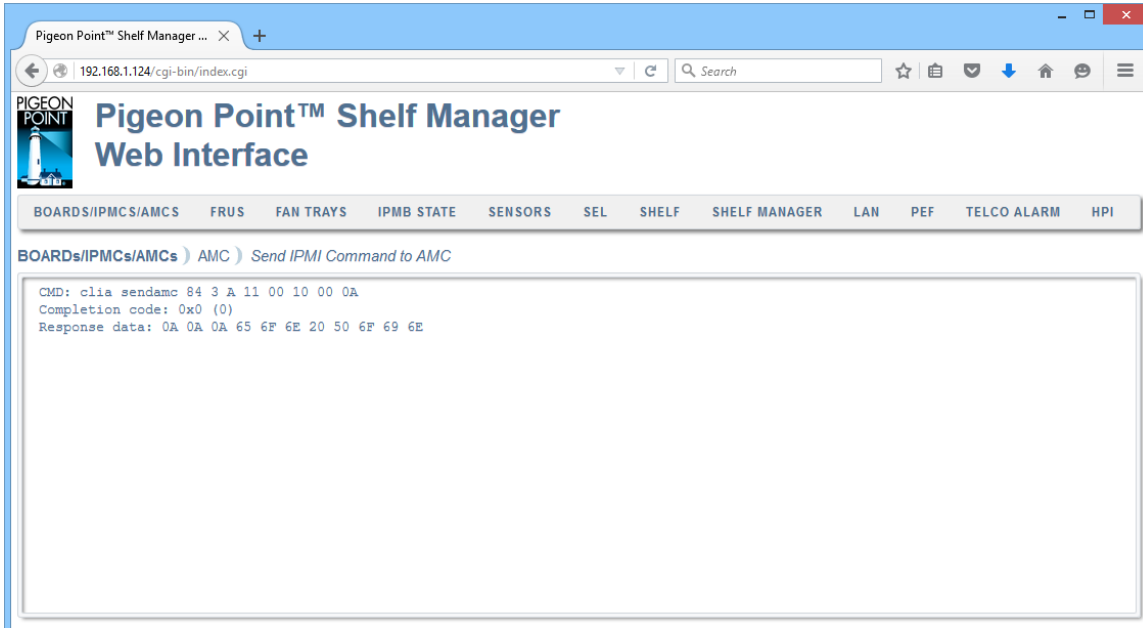 Pigeon Point™ Shelf Manager ...
192.168.1.124/cgi-bin/index.cgi
Search
PIGEON
POINT
Pigeon Point™ Shelf Manager
Web Interface
BOARDS/IPMCS/AMCS FRUS FAN TRAYS IPMB STATE SENSORS SEL SHELF SHELF MANAGER LAN PEF TELCO ALARM HPI
BOARDs/IPMCs/AMCs ) AMC ) Send IPMI Command to AMC
CMD: clia sendamc 84 3 A 11 00 10 00 0A
Completion code: 0x0 (0)
Response data: 0A 0A 0A 65 6F 6E 20 50 6F 69 6E